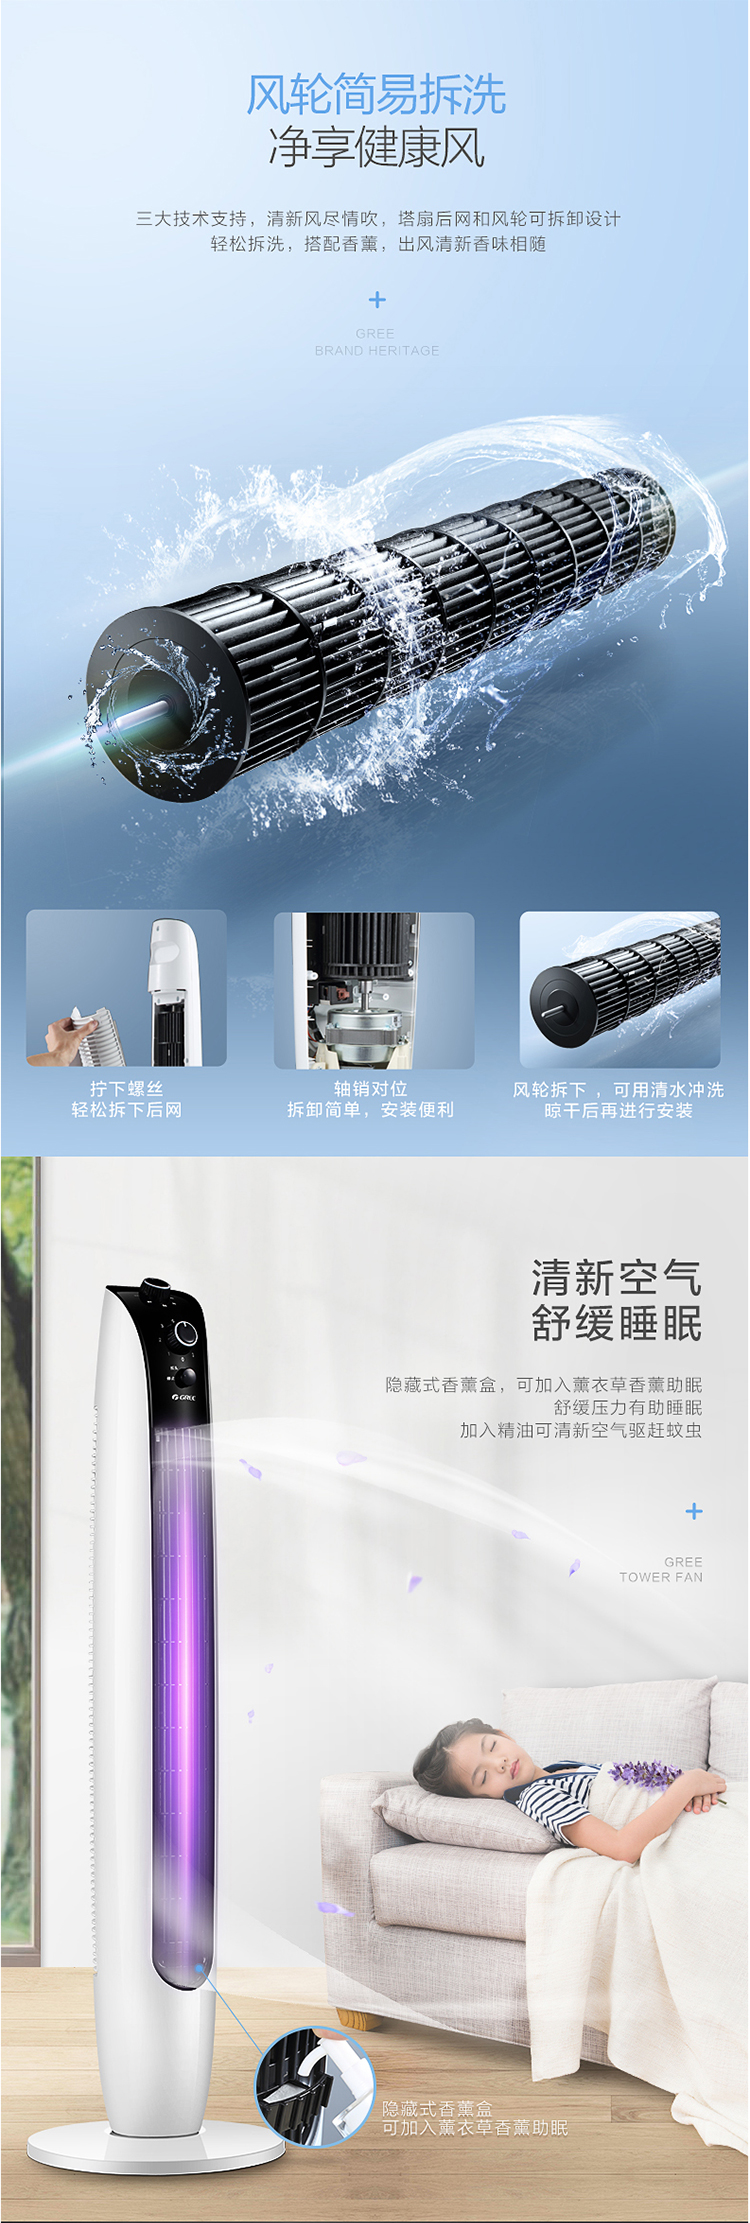 风轮简易拆洗
净享健康风
三大技术支持，清新风尽情吹，塔扇后网和风轮可拆卸设计
轻松拆洗，搭配香薰，出风清新香味相随
GREE
BRAND HERITAGE
拧下螺丝
轻松拆下后网
轴销对位
拆卸简单，安装便利
风轮拆下，可用清水冲洗
晾干后再进行安装
清新空气
舒缓睡眠
隐藏式香薰盒，可加入薰衣草香薰助眠
舒缓压力有助睡眠
加入精油可清新空气驱赶蚊虫
GREE
TOWER FAN
GREE
隐藏式香薰盒
可加入薰衣草香薰助眠